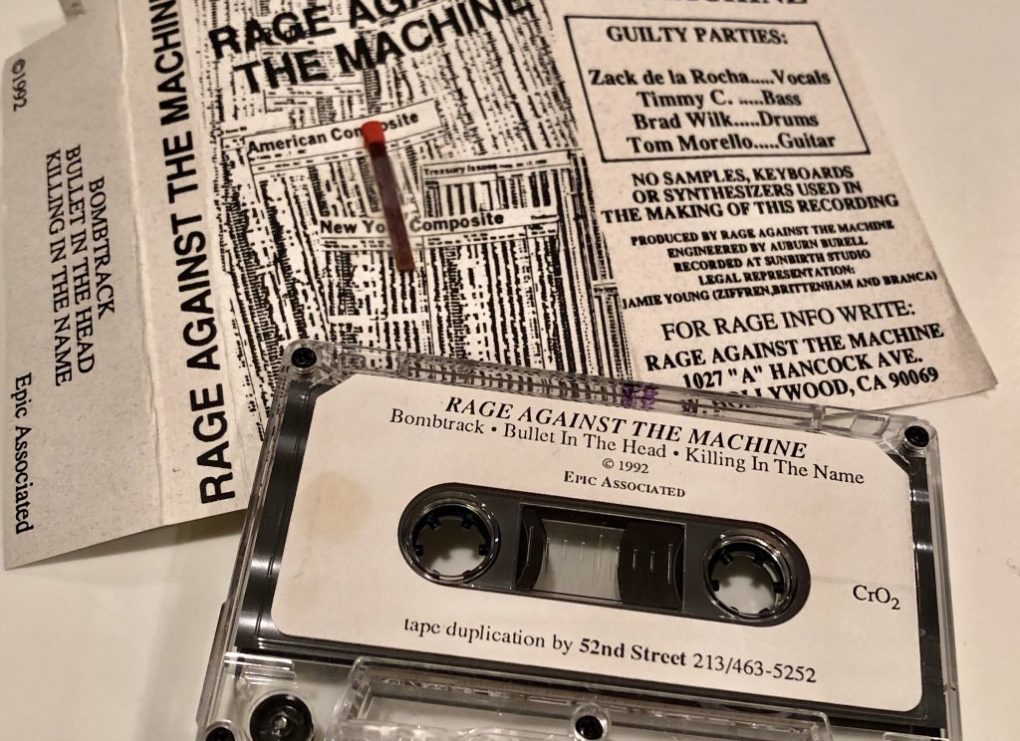 ©1992
BOMBTRACK
BULLET IN THE HEAD
KILLING IN THE NAME
Epic Associated
RAGE AGAINST THE MACHINE
RAGE AGA
THE MACHINE
American Composite
Treasury Issues
New York Composite
GUILTY PARTIES:
Zack de la Rocha.....Vocals
Timmy C. .....Bass
Brad Wilk.....Drums
Tom Morello.....Guitar
NO SAMPLES, KEYBOARDS
OR SYNTHESIZERS USED IN
THE MAKING OF THIS RECORDING
PRODUCED BY RAGE AGAINST THE MACHINE
ENGINEERED BY AUBURN BURELL
RECORDED AT SUNBIRTH STUDIO
LEGAL REPRESENTATION:
JAMIE YOUNG (ZIFFREN,BRITTENHAM AND BRANCA)
FOR RAGE INFO WRITE:
RAGE AGAINST THE MACHINE
1027 "A" HANCOCK AVE.
W. HOLLYWOOD, CA 90069
RAGE AGAINST THE MACHINE
Bombtrack • Bullet In The Head • Killing In The Name
© 1992
EPIC ASSOCIATED
CrO₂
tape duplication by 52nd Street 213/463-5252